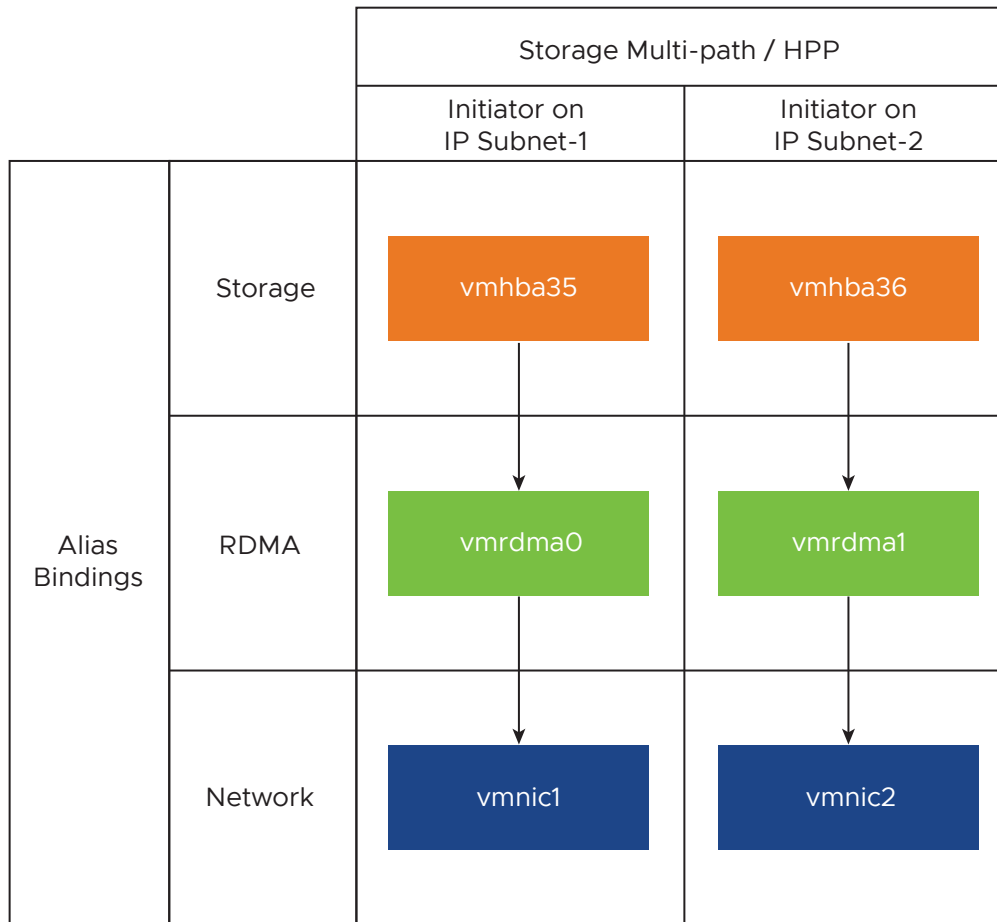 Storage Multi-path / HPP
Initiator on
IP Subnet-1
Initiator on
IP Subnet-2
Alias
Bindings
Storage
vmhba35
vmhba36
RDMA
vmrdma0
vmrdma1
Network
vmnic1
vmnic2